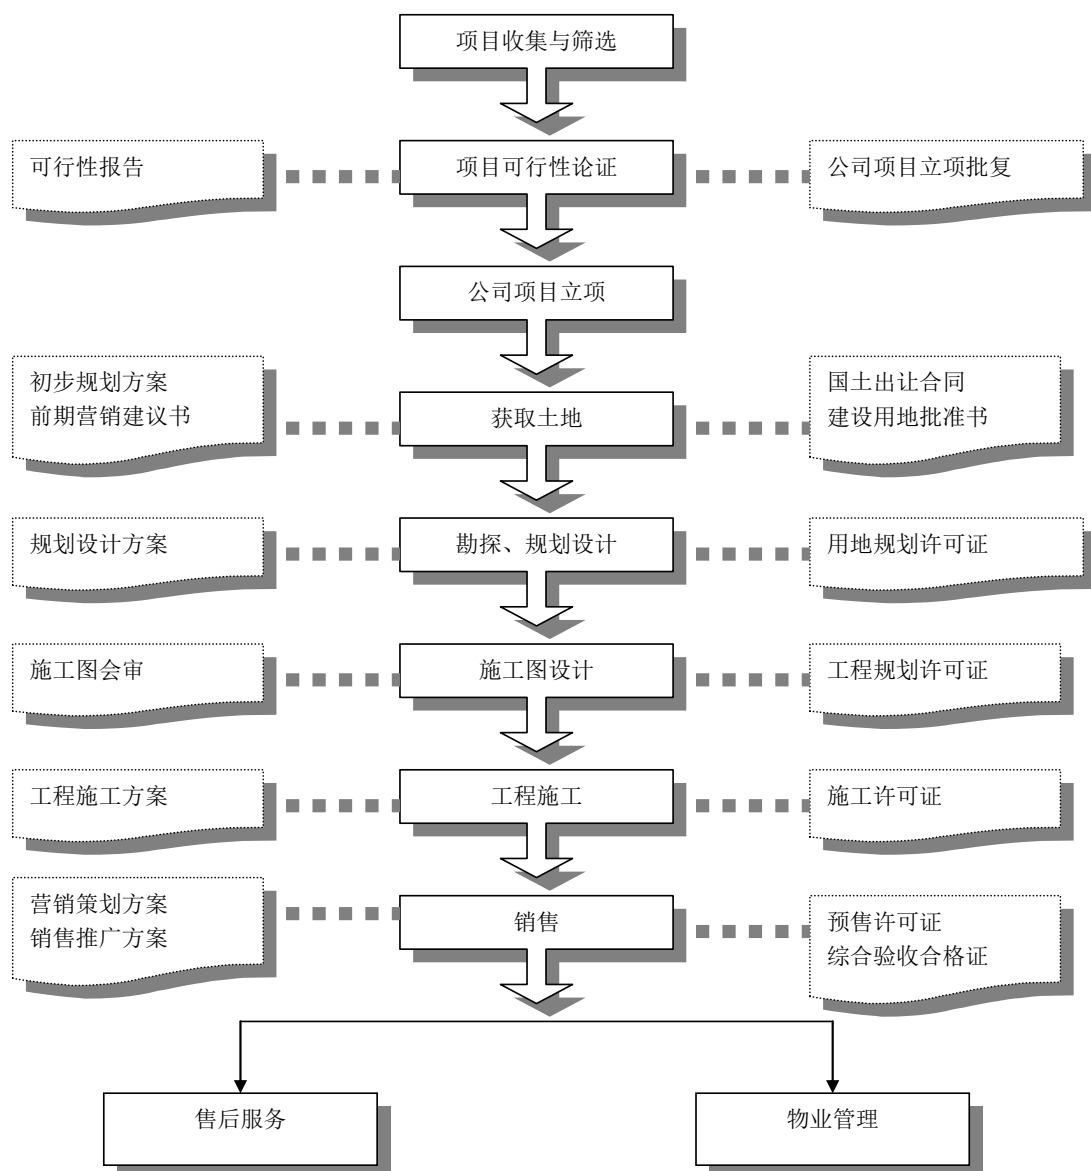 项目收集与筛选
可行性报告
项目可行性论证
公司项目立项批复
公司项目立项
初步规划方案
前期营销建议书
获取土地
国土出让合同
建设用地批准书
规划设计方案
勘探、规划设计
用地规划许可证
施工图会审
施工图设计
工程规划许可证
工程施工方案
工程施工
施工许可证
营销策划方案
销售推广方案
销售
预售许可证
综合验收合格证
售后服务
物业管理